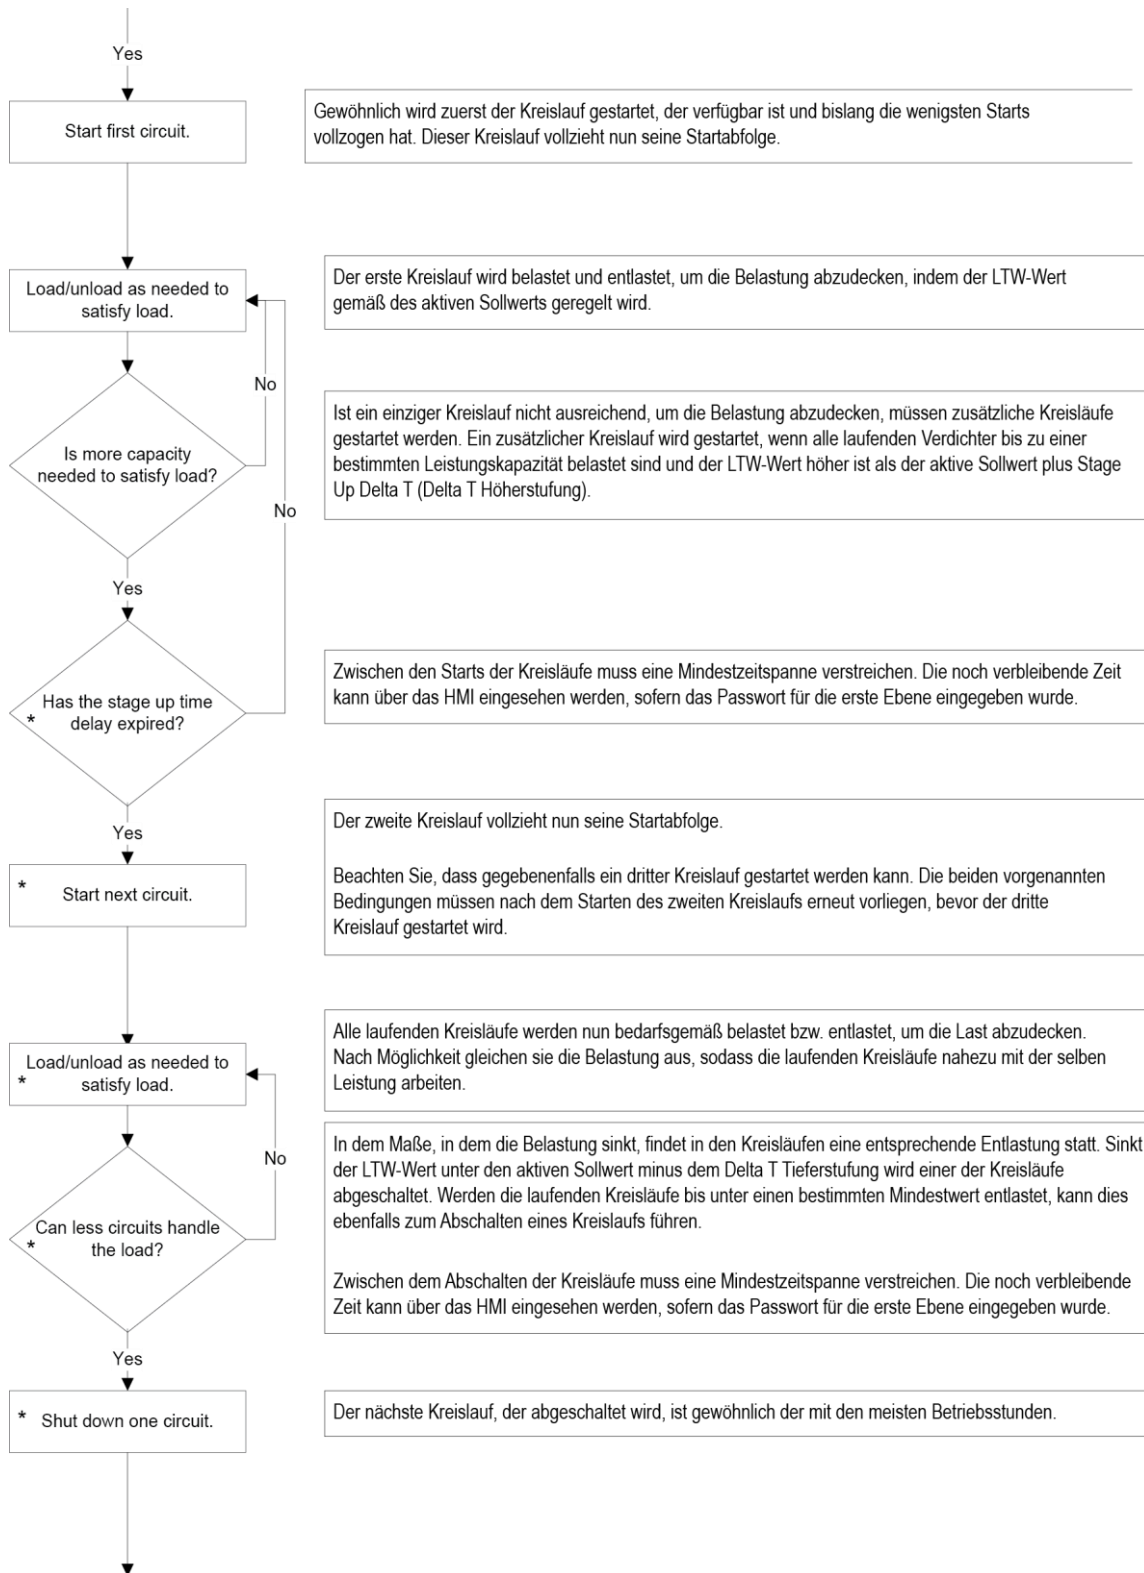 Yes
Start first circuit.
Gewöhnlich wird zuerst der Kreislauf gestartet, der verfügbar ist und bislang die wenigsten Starts
vollzogen hat. Dieser Kreislauf vollzieht nun seine Startabfolge.
Load/unload as needed to
satisfy load.
Der erste Kreislauf wird belastet und entlastet, um die Belastung abzudecken, indem der LTW-Wert
gemäß des aktiven Sollwerts geregelt wird.
No
Is more capacity
needed to satisfy load?
Ist ein einziger Kreislauf nicht ausreichend, um die Belastung abzudecken, müssen zusätzliche Kreisläufe
gestartet werden. Ein zusätzlicher Kreislauf wird gestartet, wenn alle laufenden Verdichter bis zu einer
bestimmten Leistungskapazität belastet sind und der LTW-Wert höher ist als der aktive Sollwert plus Stage
Up Delta T (Delta T Höherstufung).
No
Yes
Has the stage up time
* delay expired?
Zwischen den Starts der Kreisläufe muss eine Mindestzeitspanne verstreichen. Die noch verbleibende Zeit
kann über das HMI eingesehen werden, sofern das Passwort für die erste Ebene eingegeben wurde.
Yes
* Start next circuit.
Der zweite Kreislauf vollzieht nun seine Startabfolge.
Beachten Sie, dass gegebenenfalls ein dritter Kreislauf gestartet werden kann. Die beiden vorgenannten
Bedingungen müssen nach dem Starten des zweiten Kreislaufs erneut vorliegen, bevor der dritte
Kreislauf gestartet wird.
Load/unload as needed to
* satisfy load.
Alle laufenden Kreisläufe werden nun bedarfsgemäß belastet bzw. entlastet, um die Last abzudecken.
Nach Möglichkeit gleichen sie die Belastung aus, sodass die laufenden Kreisläufe nahezu mit der selben
Leistung arbeiten.
No
Can less circuits handle
* the load?
In dem Maße, in dem die Belastung sinkt, findet in den Kreisläufen eine entsprechende Entlastung statt. Sinkt
der LTW-Wert unter den aktiven Sollwert minus dem Delta T Tieferstufung wird einer der Kreisläufe
abgeschaltet. Werden die laufenden Kreisläufe bis unter einen bestimmten Mindestwert entlastet, kann dies
ebenfalls zum Abschalten eines Kreislaufs führen.
Zwischen dem Abschalten der Kreisläufe muss eine Mindestzeitspanne verstreichen. Die noch verbleibende
Zeit kann über das HMI eingesehen werden, sofern das Passwort für die erste Ebene eingegeben wurde.
Yes
* Shut down one circuit.
Der nächste Kreislauf, der abgeschaltet wird, ist gewöhnlich der mit den meisten Betriebsstunden.